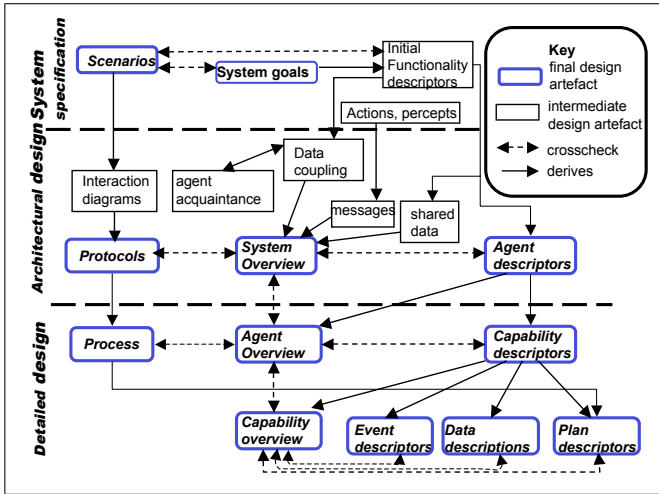 System
specification
Architectural design
Detailed design
Scenarios
System goals
Initial
Functionality
descriptors
Actions, percepts
Key
final design
artefact
intermediate
design artefact
crosscheck
derives
Interaction
diagrams
agent
acquaintance
Data
coupling
messages
shared
data
Protocols
System
Overview
Agent
descriptors
Process
Agent
Overview
Capability
descriptors
Capability
overview
Event
descriptors
Data
descriptions
Plan
descriptors